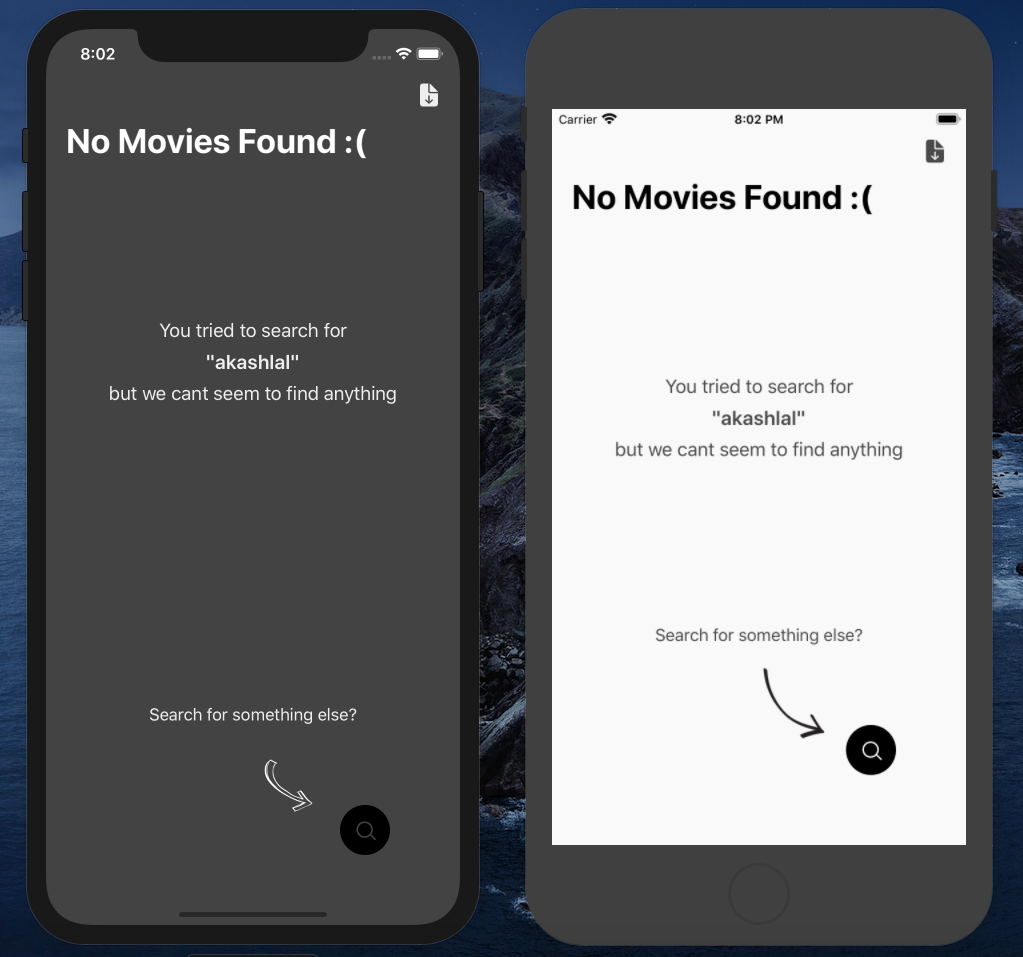 8:02
No Movies Found :(
You tried to search for
"akashlal"
but we cant seem to find anything
Search for something else?
Carrier
8:02 PM
No Movies Found :(
You tried to search for
"akashlal"
but we cant seem to find anything
Search for something else?